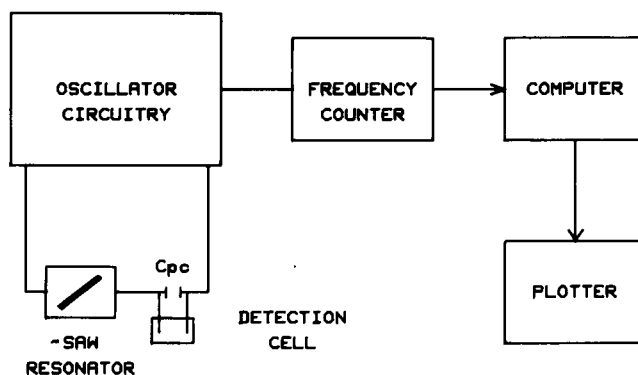 OSCILLATOR
CIRCUITRY
FREQUENCY
COUNTER
COMPUTER
Cpc
PLOTTER
DETECTION
CELL
~SAW
RESONATOR